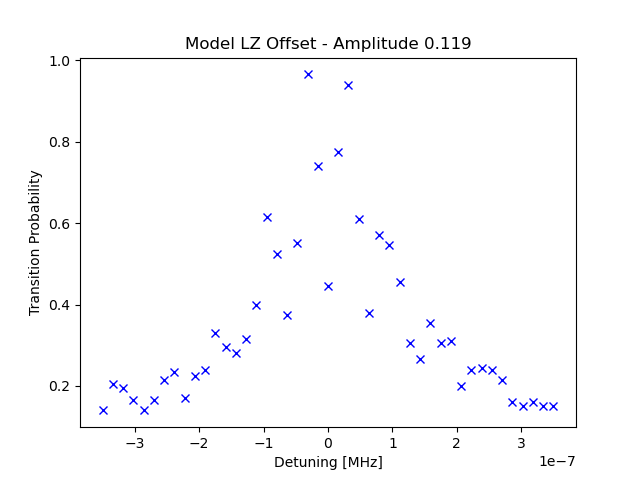 Model LZ Offset - Amplitude 0.119
Transition Probability
1.0
0.8
0.6
0.4
0.2
−3 −2 −1 0 1 2 3
1e−7
Detuning [MHz]